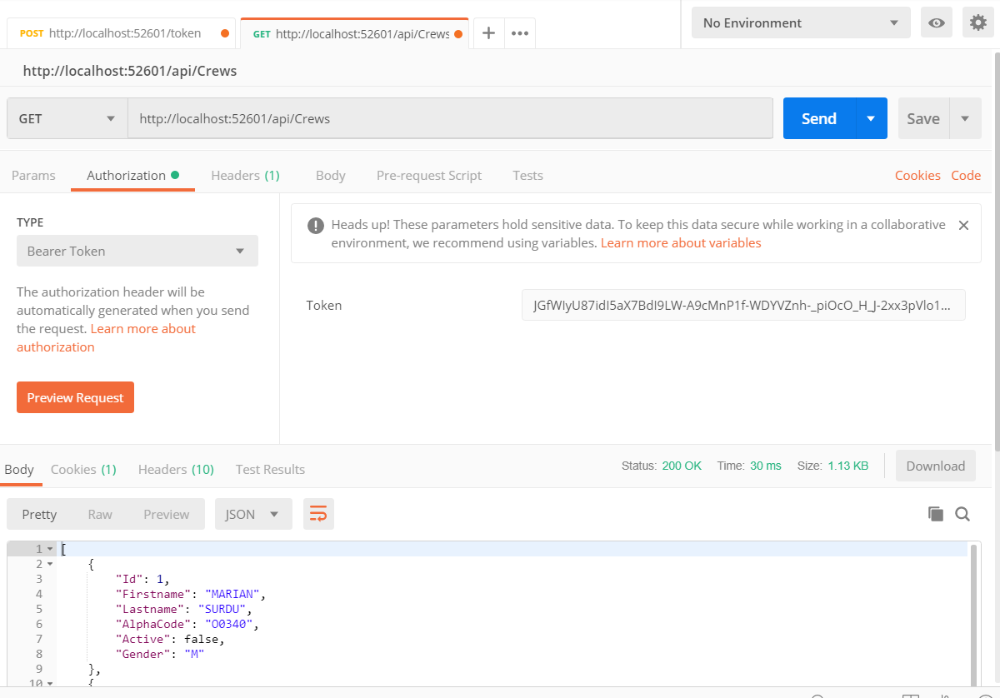 POST http://localhost:52601/token
GET http://localhost:52601/api/Crews
No Environment
http://localhost:52601/api/Crews
GET
http://localhost:52601/api/Crews
Send
Save
Params
Authorization
Headers (1)
Body
Pre-request Script
Tests
Cookies
Code
TYPE
Bearer Token
The authorization header will be
automatically generated when you send
the request. Learn more about
authorization
Preview Request
Heads up! These parameters hold sensitive data. To keep this data secure while working in a collaborative
environment, we recommend using variables. Learn more about variables
Token
JGfWIyU87idI5aX7BdI9LW-A9cMnP1f-WDYVZnh-_piOcO_H_J-2xx3pVlo1...
Body
Cookies (1)
Headers (10)
Test Results
Status: 200 OK
Time: 30 ms
Size: 1.13 KB
Download
Pretty
Raw
Preview
JSON
1 [
2 {
3 "Id": 1,
4 "Firstname": "MARIAN",
5 "Lastname": "SURDU",
6 "AlphaCode": "O0340",
7 "Active": false,
8 "Gender": "M"
9 },
10 {